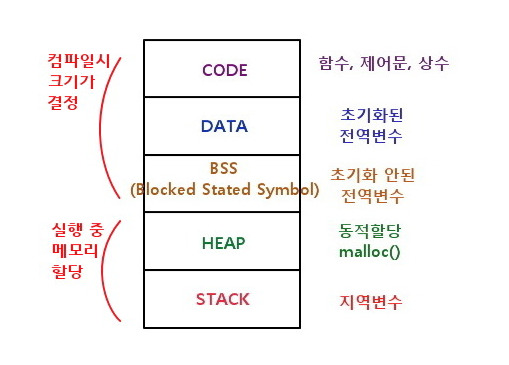 컴파일시
크기가
결정
CODE
함수, 제어문, 상수
DATA
초기화된
전역변수
BSS
(Blocked Stated Symbol)
초기화 안된
전역변수
실행 중
메모리
할당
HEAP
동적할당
malloc()
STACK
지역변수